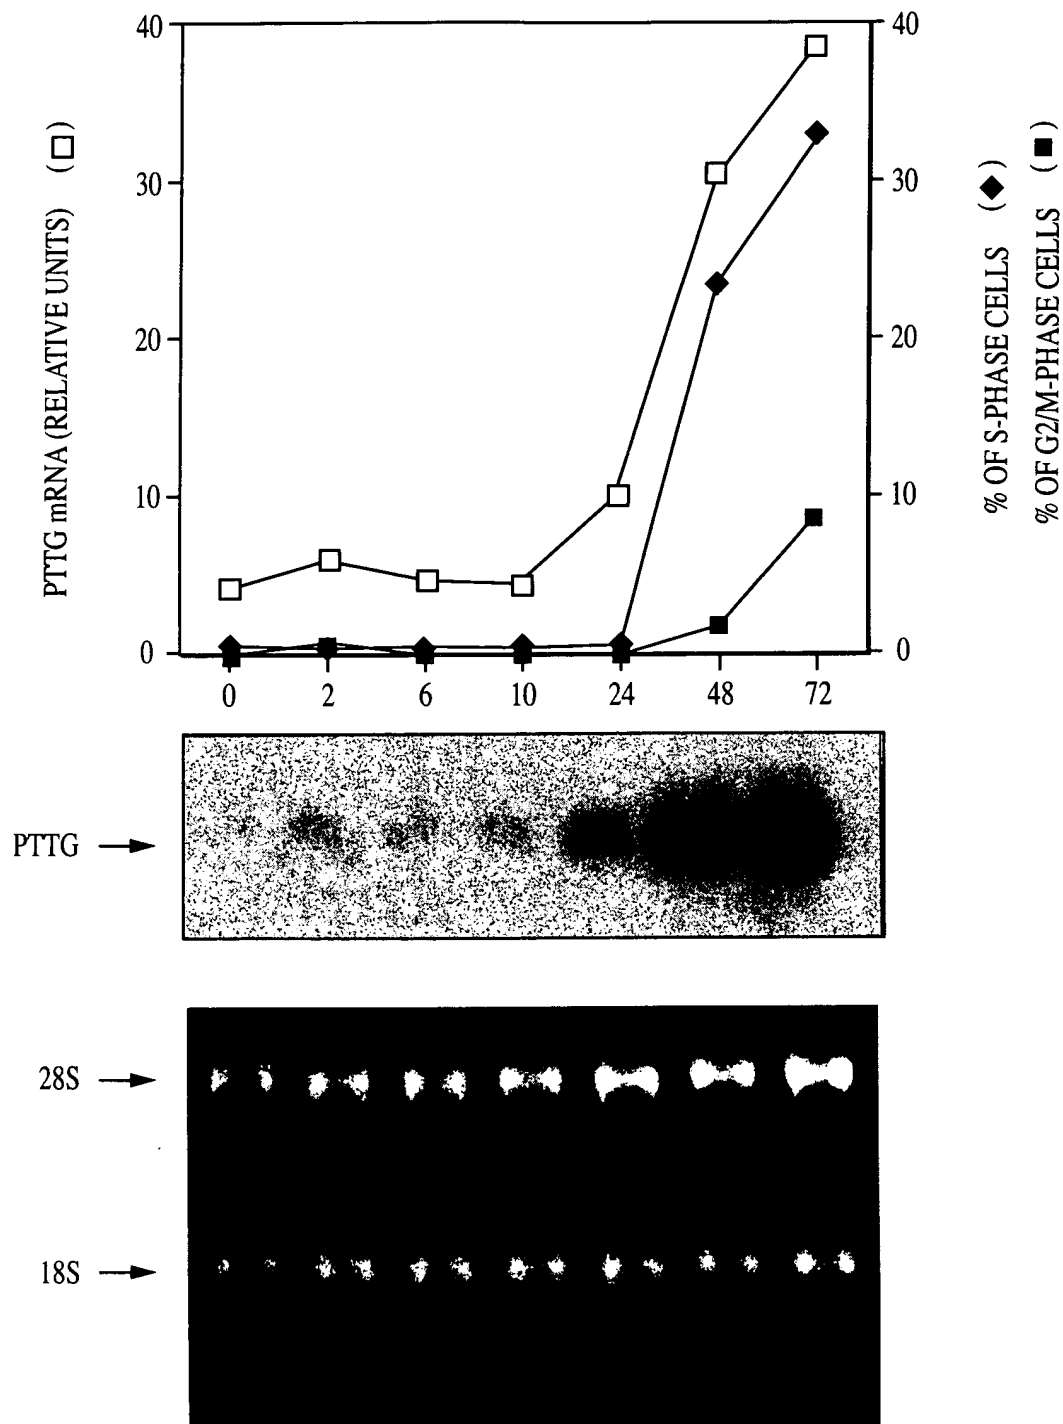 40
30
20
10
0
PTTG mRNA (RELATIVE UNITS) (□)
40
30
20
10
0
% OF S-PHASE CELLS (◆)
% OF G2/M-PHASE CELLS (■)
0 2 6 10 24 48 72
PTTG
28S
18S